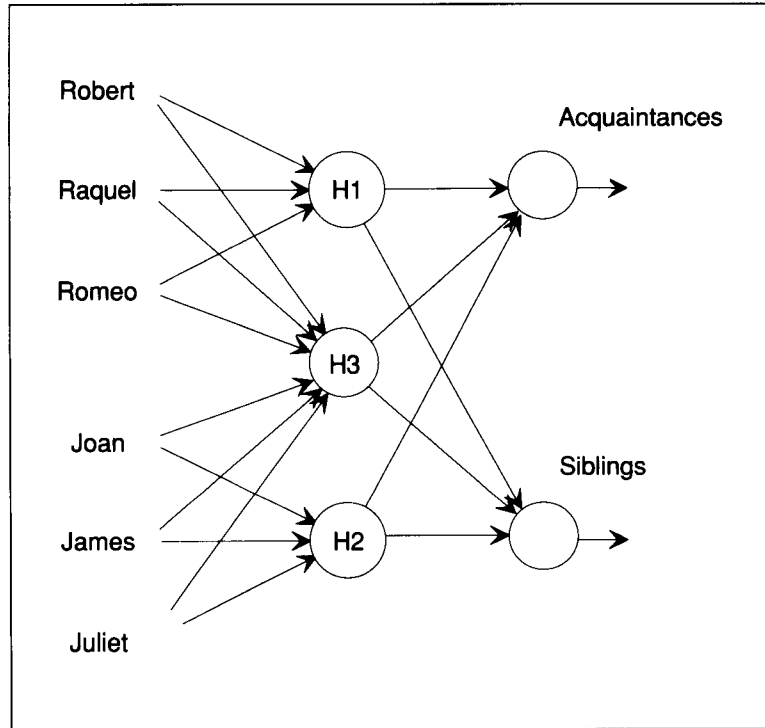 Robert
Acquaintances
Raquel
H1
Romeo
H3
Joan
Siblings
James
H2
Juliet